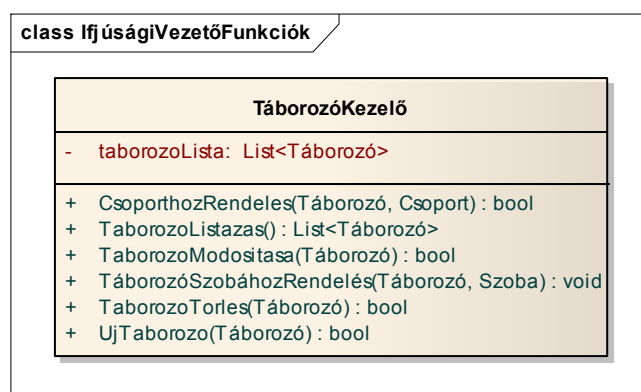 class IfjúságiVezetőFunkciók
TáborozóKezelő
- taborozoLista: List<Táborozó>
+ CsoporthozRendeles(Táborozó, Csoport) : bool
+ TaborozoListazas() : List<Táborozó>
+ TaborozoModositasa(Táborozó) : bool
+ TáborozóSzobáhozRendelés(Táborozó, Szoba) : void
+ TaborozoTorles(Táborozó) : bool
+ UjTaborozo(Táborozó) : bool